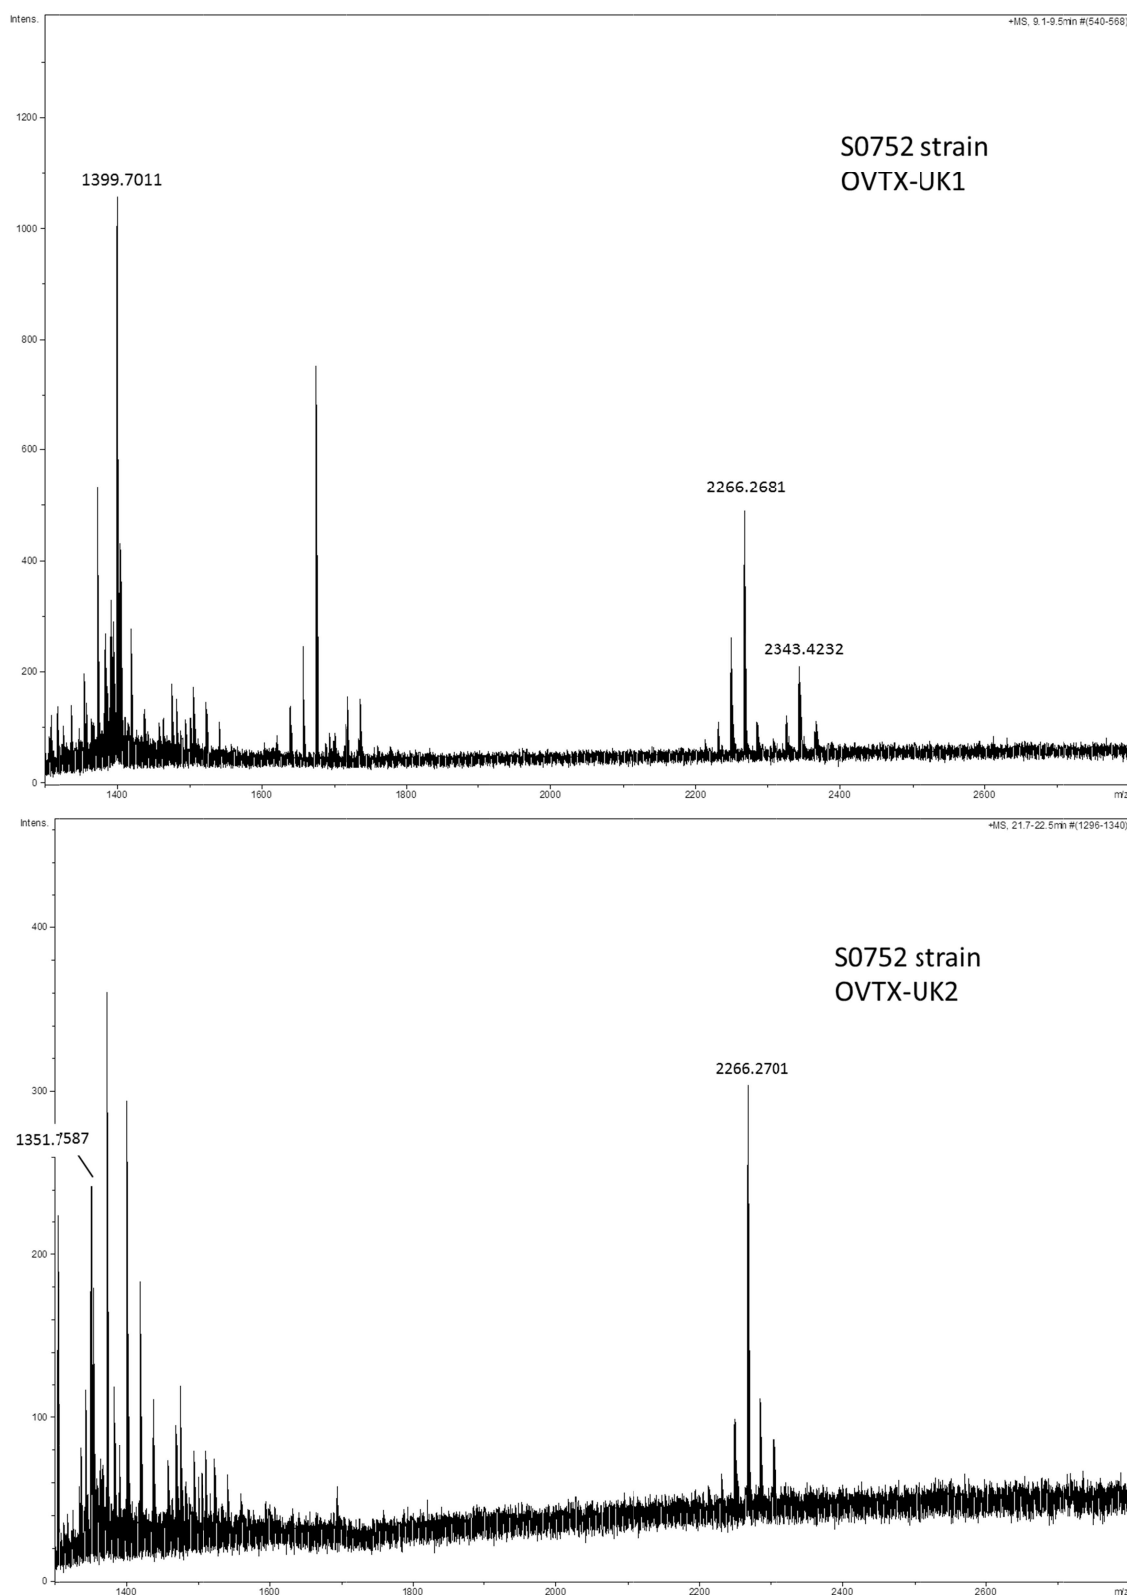 Intens.
+MS, 9.1-9.5min #(540-568)
1200
1000
800
600
400
200
0
1399.7011
2266.2681
2343.4232
S0752 strain
OVTX-UK1
1400 1600 1800 2000 2200 2400 2600 m/z
Intens.
+MS, 21.7-22.5min #(1296-1340)
400
300
200
100
0
1351.7587
2266.2701
S0752 strain
OVTX-UK2
1400 1600 1800 2000 2200 2400 2600 m/z